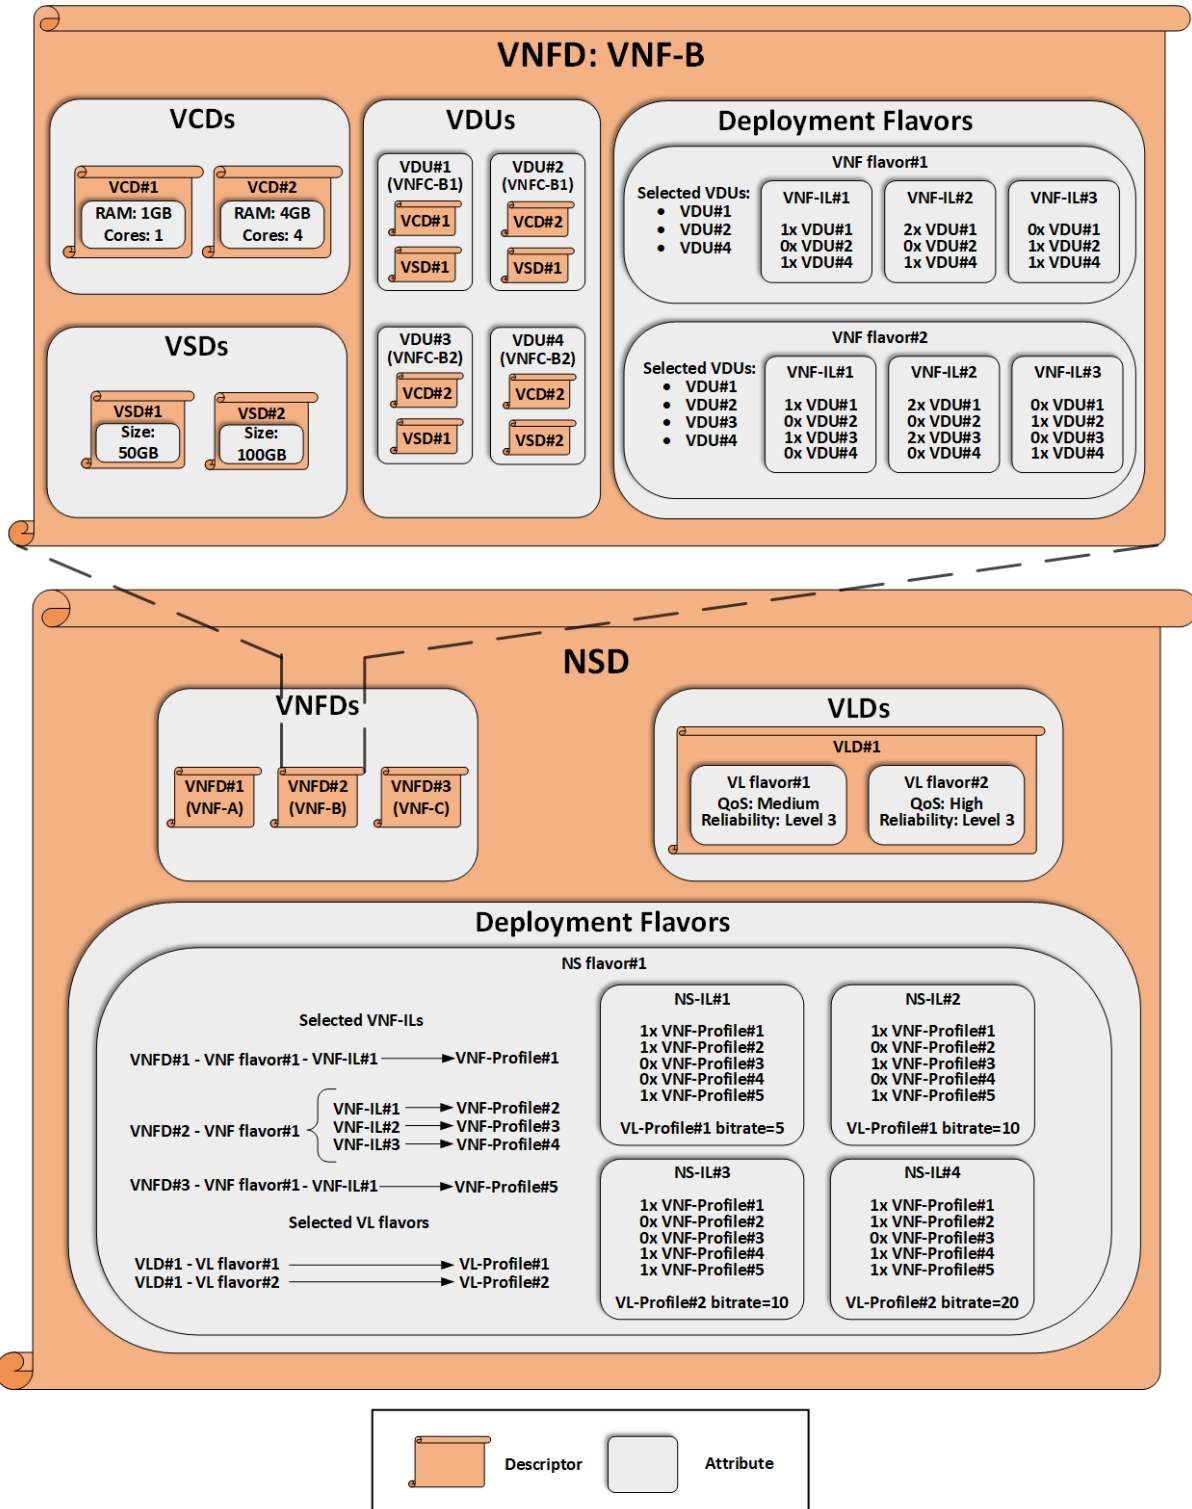 VNFD: VNF-B
VCDs
VCD#1
RAM: 1GB
Cores: 1
VCD#2
RAM: 4GB
Cores: 4
VSDs
VSD#1
Size:
50GB
VSD#2
Size:
100GB
VDUs
VDU#1
(VNFC-B1)
VCD#1
VSD#1
VDU#2
(VNFC-B1)
VCD#2
VSD#1
VDU#3
(VNFC-B2)
VCD#2
VSD#1
VDU#4
(VNFC-B2)
VCD#2
VSD#2
Deployment Flavors
VNF flavor#1
Selected VDUs:
• VDU#1
• VDU#2
• VDU#4
VNF-IL#1
1x VDU#1
0x VDU#2
1x VDU#4
VNF-IL#2
2x VDU#1
0x VDU#2
1x VDU#4
VNF-IL#3
0x VDU#1
1x VDU#2
1x VDU#4
VNF flavor#2
Selected VDUs:
• VDU#1
• VDU#2
• VDU#3
• VDU#4
VNF-IL#1
1x VDU#1
0x VDU#2
1x VDU#3
0x VDU#4
VNF-IL#2
2x VDU#1
0x VDU#2
2x VDU#3
0x VDU#4
VNF-IL#3
0x VDU#1
1x VDU#2
0x VDU#3
1x VDU#4
NSD
VNFDs
VNFD#1
(VNF-A)
VNFD#2
(VNF-B)
VNFD#3
(VNF-C)
VLDs
VLD#1
VL flavor#1
QoS: Medium
Reliability: Level 3
VL flavor#2
QoS: High
Reliability: Level 3
Deployment Flavors
NS flavor#1
Selected VNF-ILs
VNFD#1 - VNF flavor#1 - VNF-IL#1 VNF-Profile#1
VNFD#2 - VNF flavor#1
VNF-IL#1 VNF-Profile#2
VNF-IL#2 VNF-Profile#3
VNF-IL#3 VNF-Profile#4
VNFD#3 - VNF flavor#1 - VNF-IL#1 VNF-Profile#5
Selected VL flavors
VLD#1 - VL flavor#1 VL-Profile#1
VLD#1 - VL flavor#2 VL-Profile#2
NS-IL#1
1x VNF-Profile#1
1x VNF-Profile#2
0x VNF-Profile#3
0x VNF-Profile#4
1x VNF-Profile#5
VL-Profile#1 bitrate=5
NS-IL#2
1x VNF-Profile#1
0x VNF-Profile#2
1x VNF-Profile#3
0x VNF-Profile#4
1x VNF-Profile#5
VL-Profile#1 bitrate=10
NS-IL#3
1x VNF-Profile#1
0x VNF-Profile#2
0x VNF-Profile#3
1x VNF-Profile#4
1x VNF-Profile#5
VL-Profile#2 bitrate=10
NS-IL#4
1x VNF-Profile#1
1x VNF-Profile#2
0x VNF-Profile#3
1x VNF-Profile#4
1x VNF-Profile#5
VL-Profile#2 bitrate=20
Descriptor
Attribute